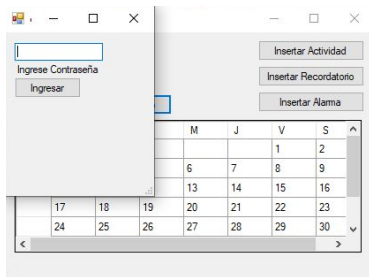 Ingrese Contraseña
Ingresar
Insertar Actividad
Insertar Recordatorio
Insertar Alarma
M J V S
1 2
6 7 8 9
13 14 15 16
17 18 19 20 21 22 23
24 25 26 27 28 29 30